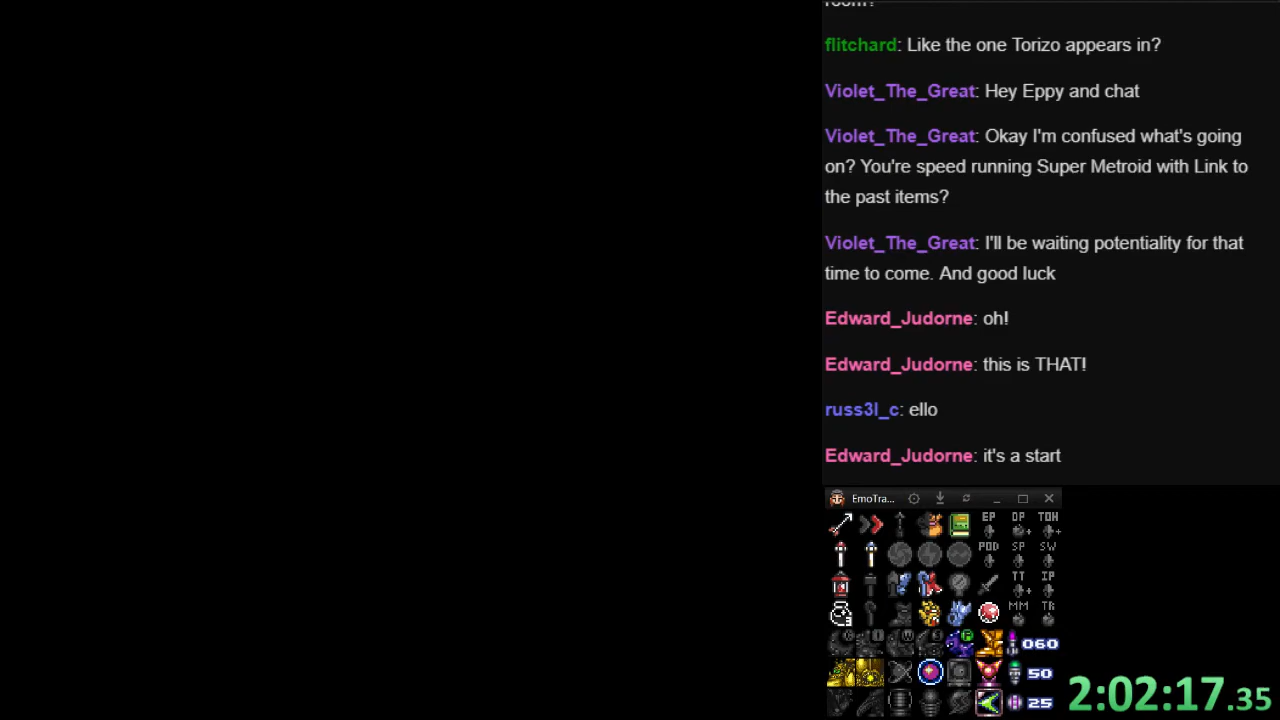 room?
flitchard: Like the one Torizo appears in?
Violet_The_Great: Hey Eppy and chat
Violet_The_Great: Okay I'm confused what's going
on? You're speed running Super Metroid with Link to
the past items?
Violet_The_Great: I'll be waiting potentiality for that
time to come. And good luck
Edward_Judorne: oh!
Edward_Judorne: this is THAT!
russ3l_c: ello
Edward_Judorne: it's a start
EmoTra...
EP DP TOH
POD SP SW
TT IP
MM TR
060
50
25
2:02:17.35